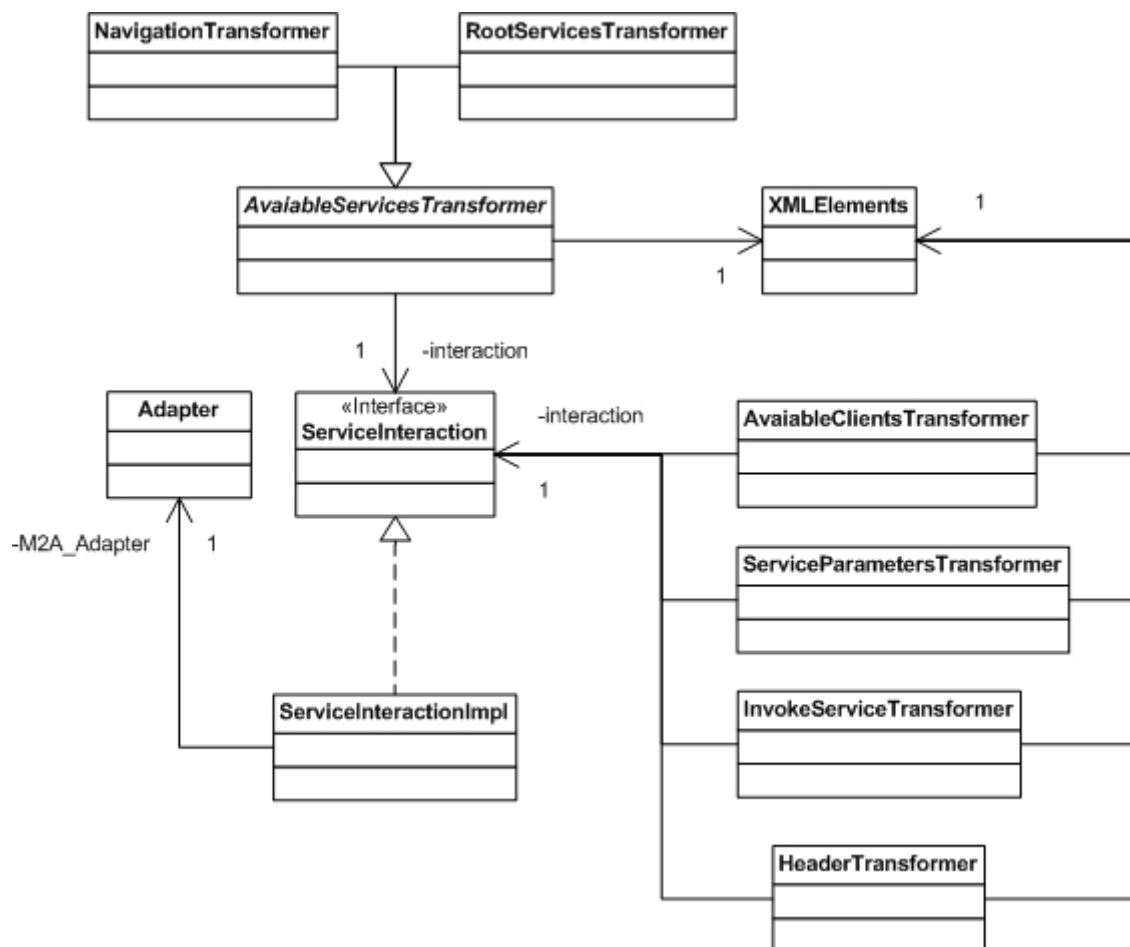 NavigationTransformer
RootServicesTransformer
AvaiableServicesTransformer
XMLElements
1
1
1
-interaction
Adapter
«Interface»
ServiceInteraction
-interaction
1
AvaiableClientsTransformer
-M2A_Adapter
1
ServiceParametersTransformer
ServiceInteractionImpl
InvokeServiceTransformer
HeaderTransformer